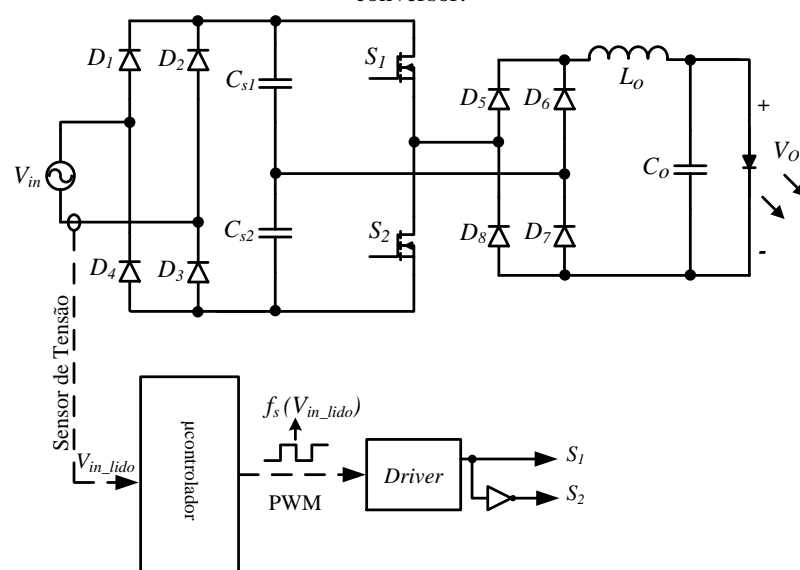 conversor.
D1
D2
Cs1
S1
D5
D6
LO
+
Vin
Co
VO
Cs2
S2
D8
D7
D4
D3
-
Sensor de Tensão
fs (Vin_lido)
Vin_lido
µcontrolador
PWM
Driver
S1
S2